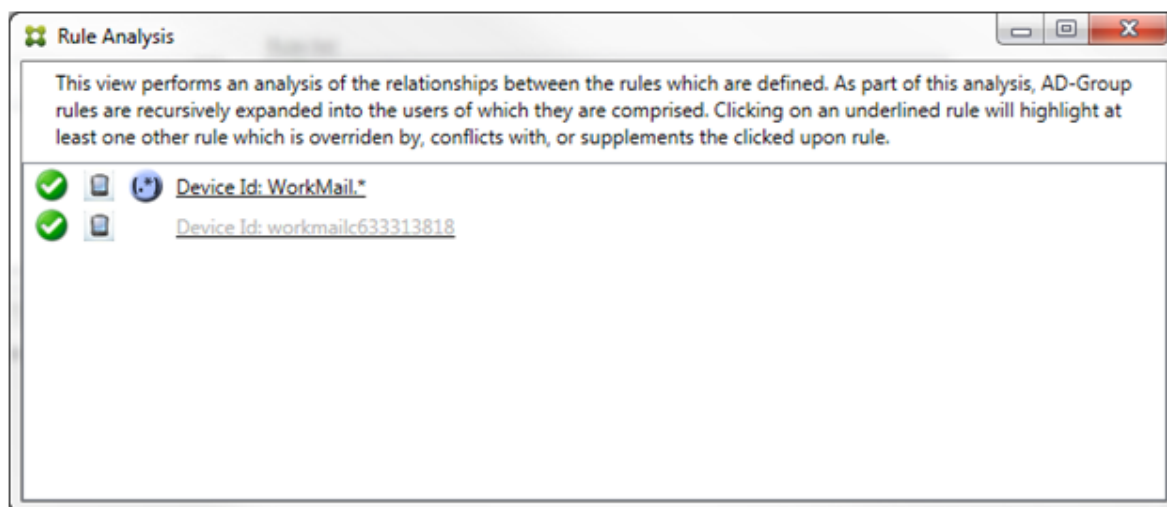 Rule Analysis
This view performs an analysis of the relationships between the rules which are defined. As part of this analysis, AD-Group
rules are recursively expanded into the users of which they are comprised. Clicking on an underlined rule will highlight at
least one other rule which is overriden by, conflicts with, or supplements the clicked upon rule.
(.*) Device Id: WorkMail.*
Device Id: workmailc633313818